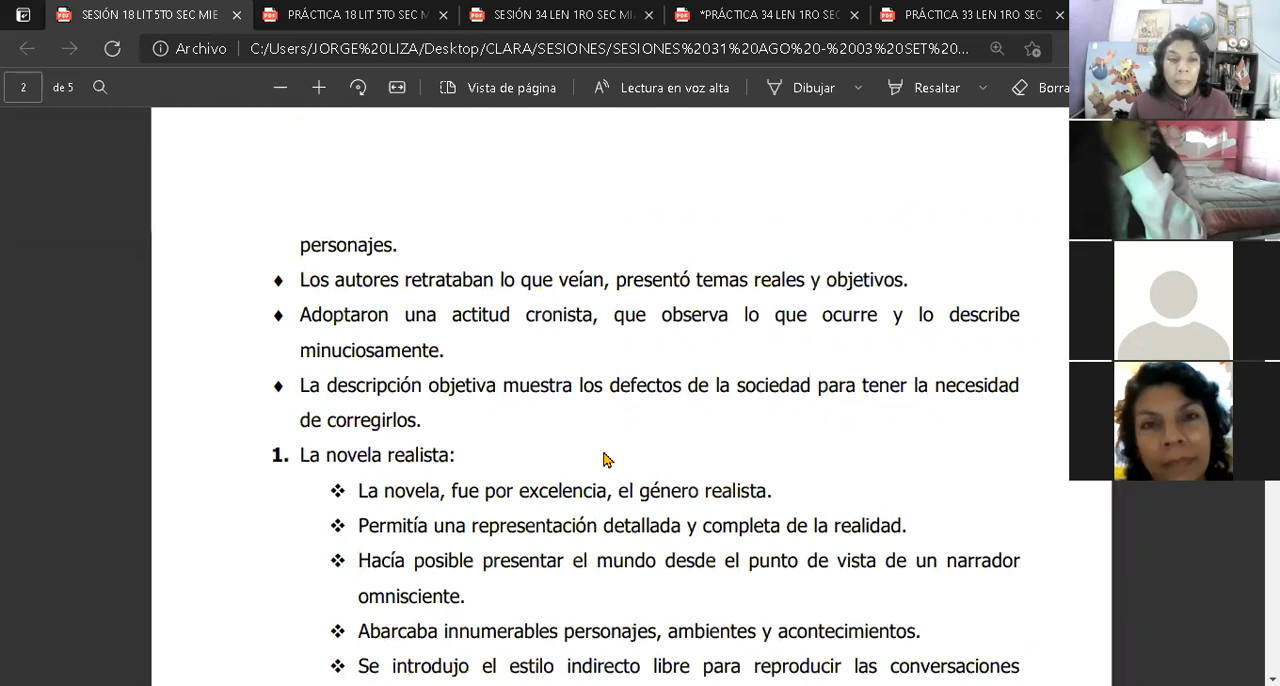 SESIÓN 18 LIT 5TO SEC MIE
PRÁCTICA 18 LIT 5TO SEC M
SESIÓN 34 LEN 1RO SEC MI
*PRÁCTICA 34 LEN 1RO SEC
PRÁCTICA 33 LEN 1RO SEC
Archivo
C:/Users/JORGE%20LIZA/Desktop/CLARA/SESIONES/SESIONES%2031%20AGO%20-%2003%20SET%20...
2
de 5
Vista de página
Lectura en voz alta
Dibujar
Resaltar
Borra
personajes.
♦ Los autores retrataban lo que veían, presentó temas reales y objetivos.
♦ Adoptaron una actitud cronista, que observa lo que ocurre y lo describe
minuciosamente.
♦ La descripción objetiva muestra los defectos de la sociedad para tener la necesidad
de corregirlos.
1. La novela realista:
❖ La novela, fue por excelencia, el género realista.
❖ Permitía una representación detallada y completa de la realidad.
❖ Hacía posible presentar el mundo desde el punto de vista de un narrador
omnisciente.
❖ Abarcaba innumerables personajes, ambientes y acontecimientos.
❖ Se introdujo el estilo indirecto libre para reproducir las conversaciones